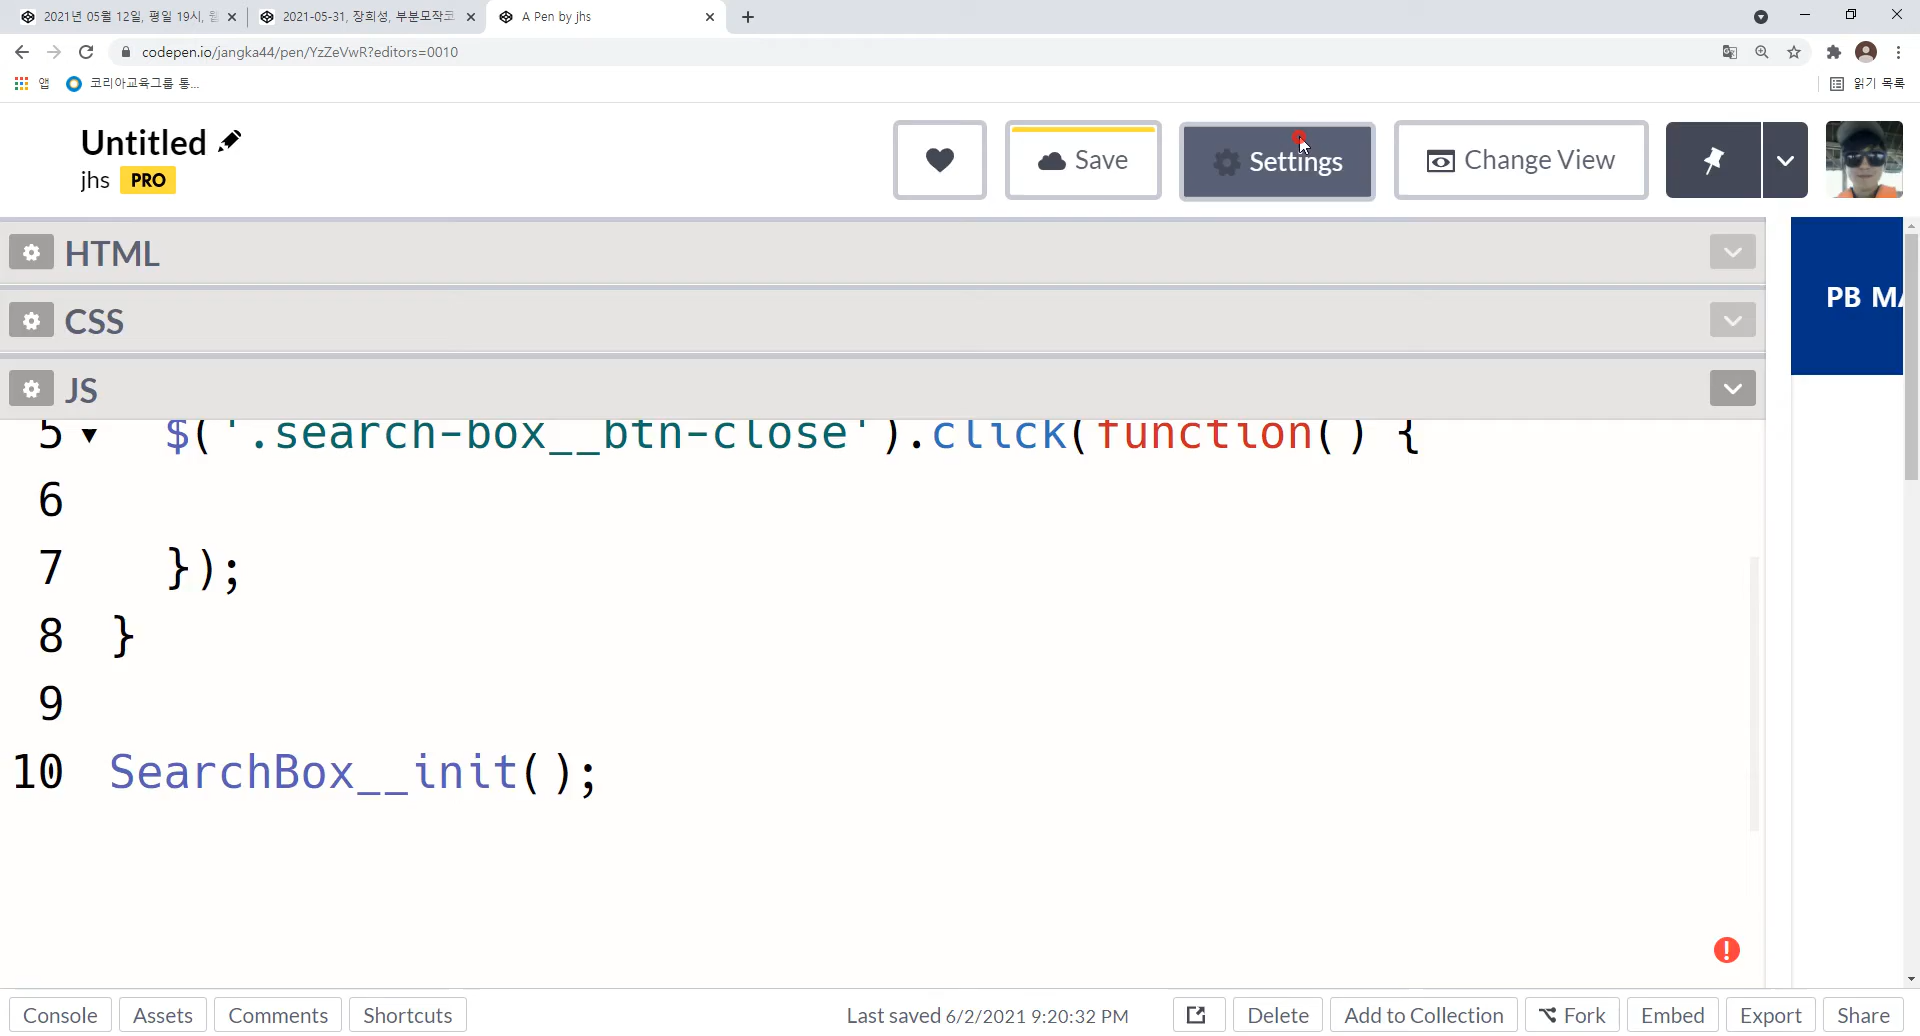 2021년 05월 12일, 평일 19시, 월
2021-05-31, 장희성, 부분모작코
A Pen by jhs
codepen.io/jangka44/pen/YzZeVwR?editors=0010
앱
코리아교육그룹 통...
읽기 목록
Untitled
jhs PRO
Save
Settings
Change View
HTML
CSS
JS
PB MA
5 $('.search-box__btn-close').click(function() {
6
7 });
8 }
9
10 SearchBox__init();
Console
Assets
Comments
Shortcuts
Last saved 6/2/2021 9:20:32 PM
Delete
Add to Collection
Fork
Embed
Export
Share